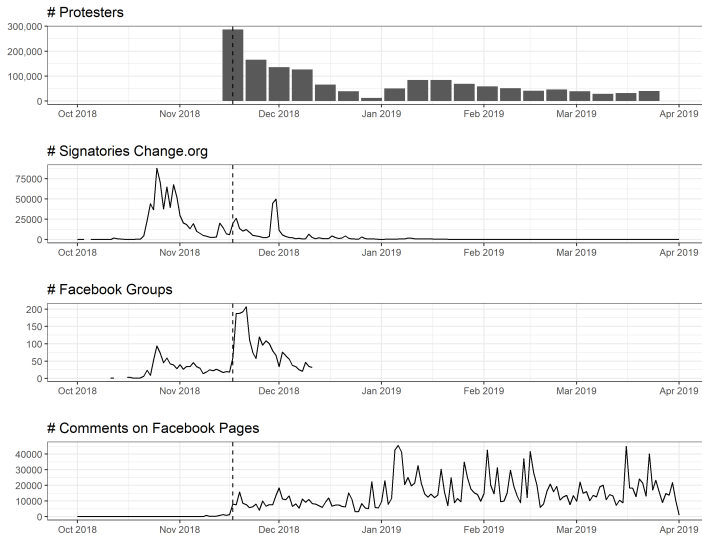 # Protesters
300,000
200,000
100,000
0
Oct 2018 Nov 2018 Dec 2018 Jan 2019 Feb 2019 Mar 2019 Apr 2019
# Signatories Change.org
75000
50000
25000
0
Oct 2018 Nov 2018 Dec 2018 Jan 2019 Feb 2019 Mar 2019 Apr 2019
# Facebook Groups
200
150
100
50
0
Oct 2018 Nov 2018 Dec 2018 Jan 2019 Feb 2019 Mar 2019 Apr 2019
# Comments on Facebook Pages
40000
30000
20000
10000
0
Oct 2018 Nov 2018 Dec 2018 Jan 2019 Feb 2019 Mar 2019 Apr 2019